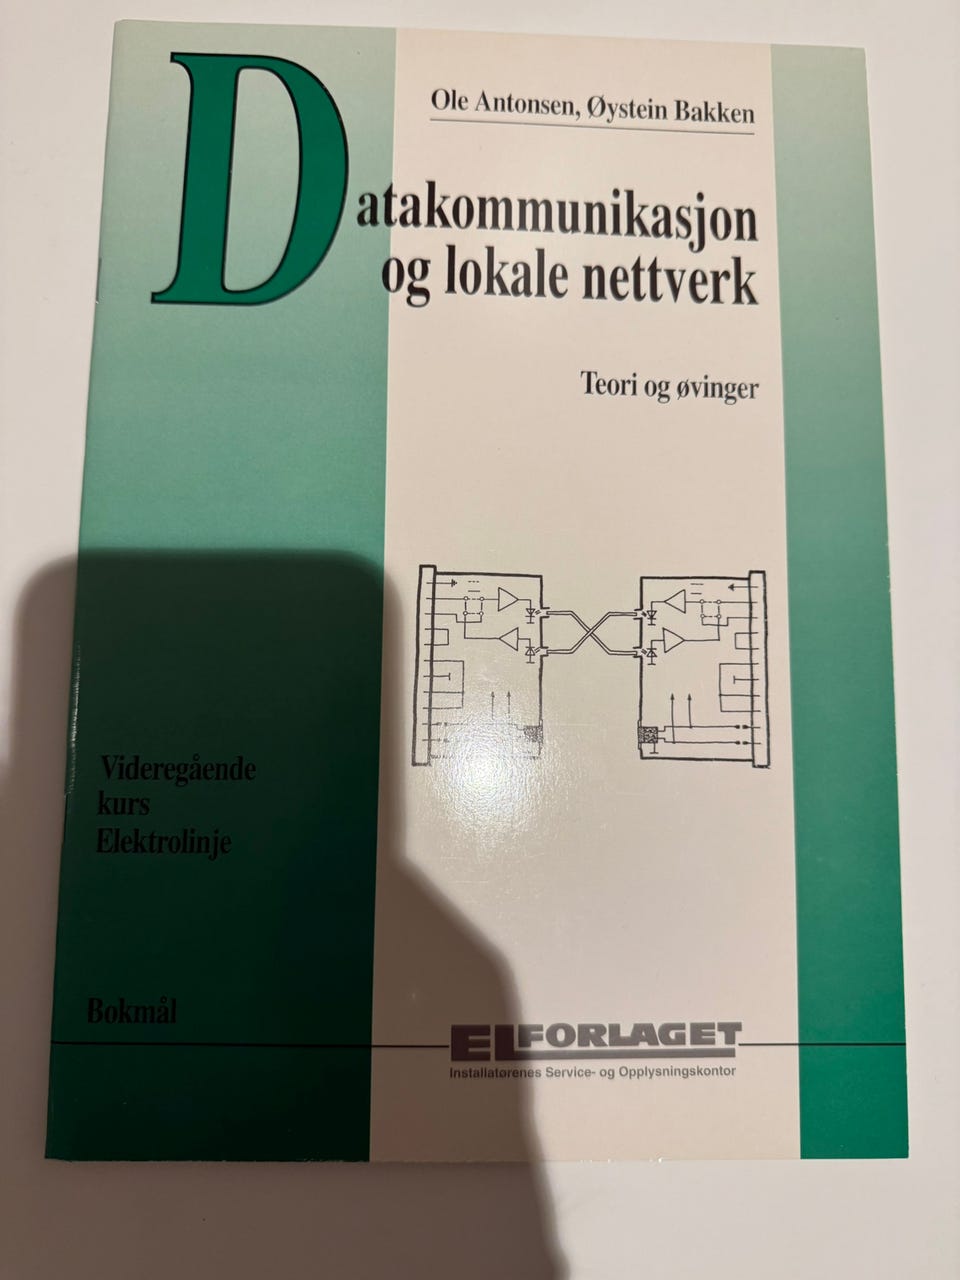 Ole Antonsen, Øystein Bakken
Datakommunikasjon
og lokale nettverk
Teori og øvinger
Videregående
kurs
Elektrolinje
Bokmål
ELFORLAGET
Installatørenes Service- og Opplysningskontor